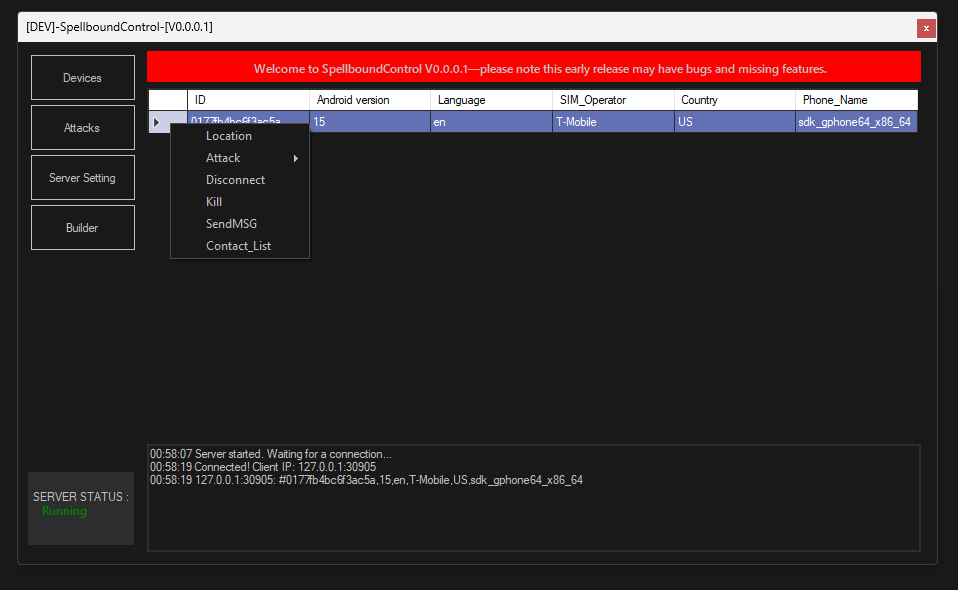 [DEV]-SpellboundControl-[V0.0.0.1]
x
Devices
Attacks
Server Setting
Builder
Welcome to SpellboundControl V0.0.0.1—please note this early release may have bugs and missing features.
ID Android version Language SIM_Operator Country Phone_Name
0177fb4bc6f3ac5a 15 en T-Mobile US sdk_gphone64_x86_64
Location
Attack
Disconnect
Kill
SendMSG
Contact_List
00:58:07 Server started. Waiting for a connection...
00:58:19 Connected! Client IP: 127.0.0.1:30905
00:58:19 127.0.0.1:30905: #0177fb4bc6f3ac5a,15,en,T-Mobile,US,sdk_gphone64_x86_64
SERVER STATUS :
Running